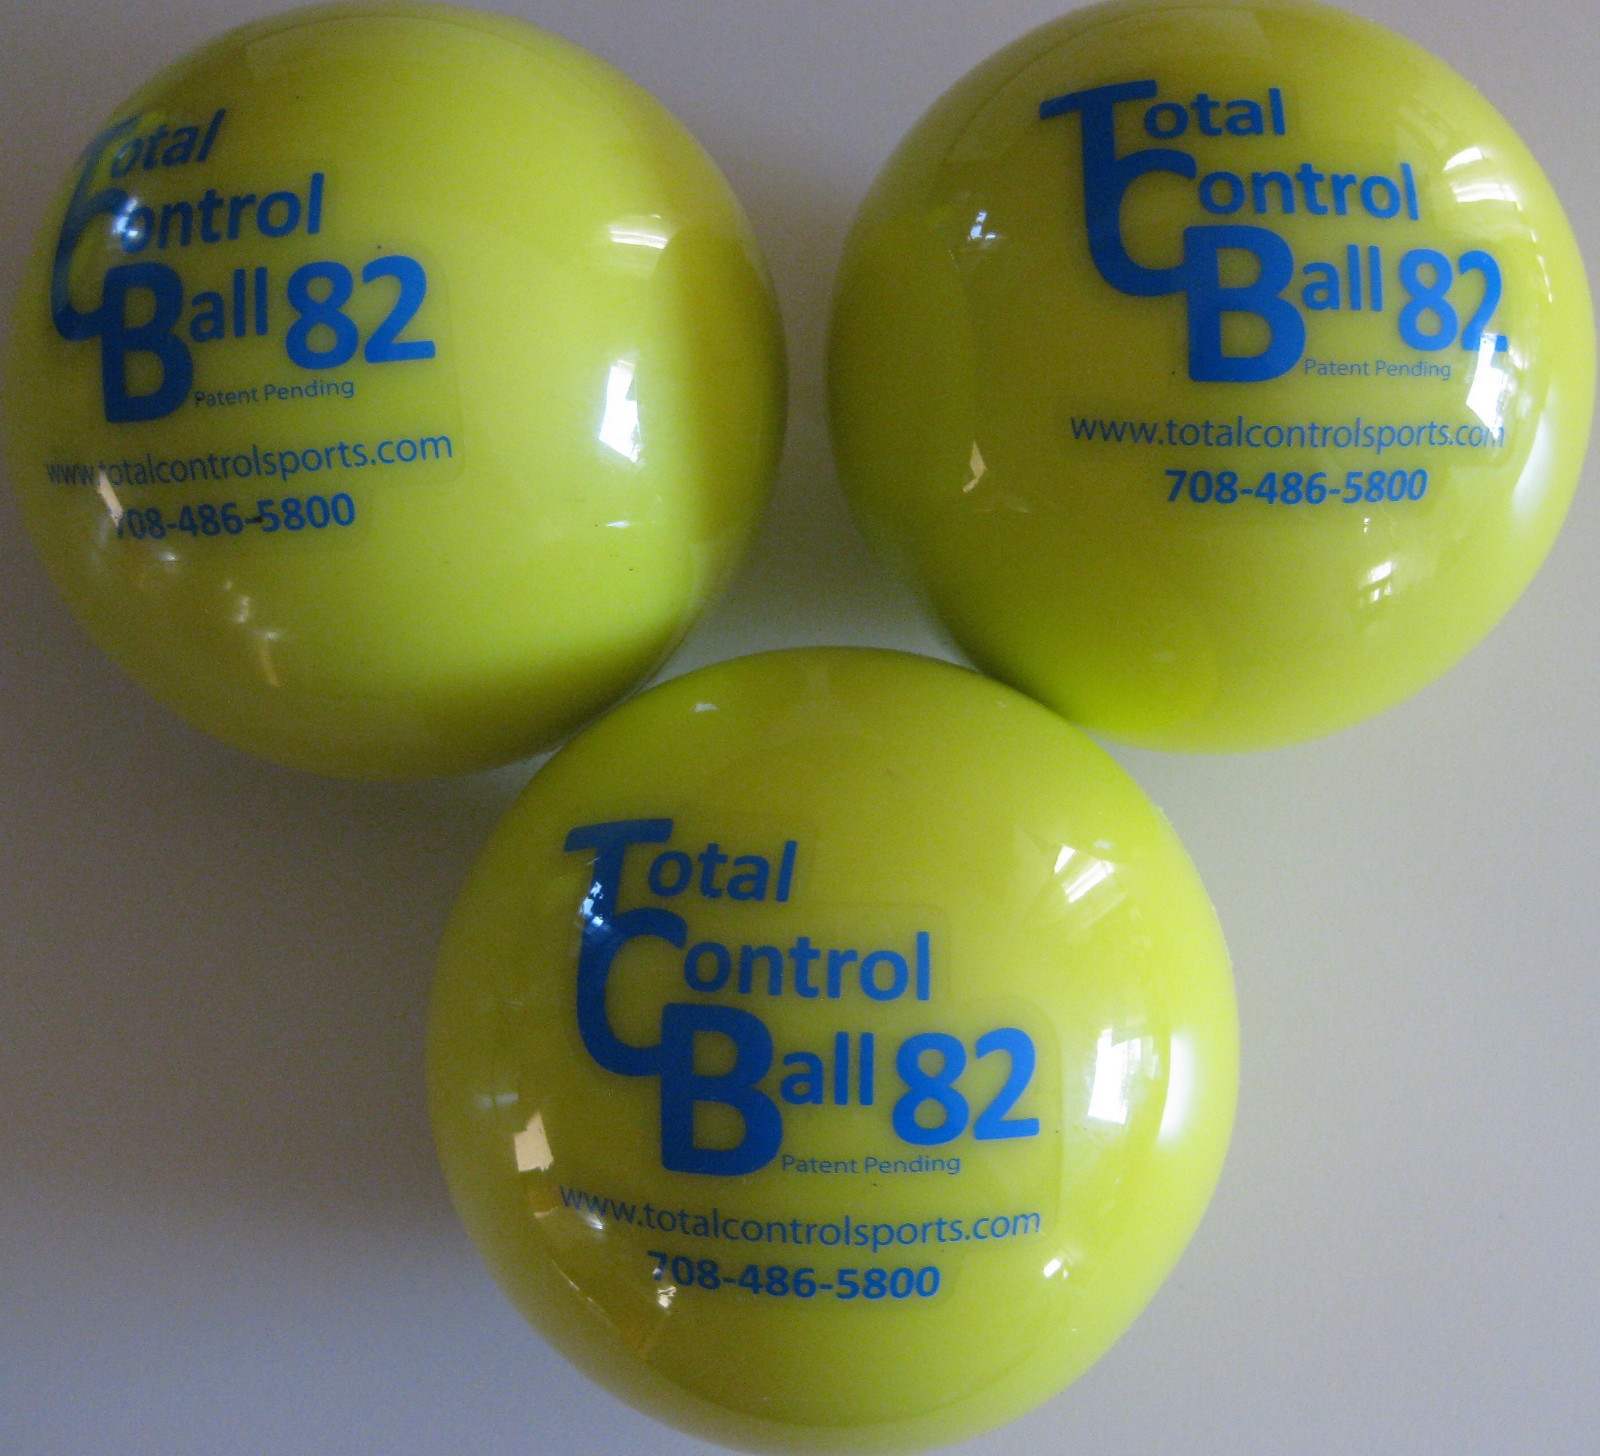 Total
Control
Ball 82
Patent Pending
www.totalcontrolsports.com
708-486-5800
Total
Control
Ball 82
Patent Pending
www.totalcontrolsports.com
708-486-5800
Total
Control
Ball 82
Patent Pending
www.totalcontrolsports.com
708-486-5800